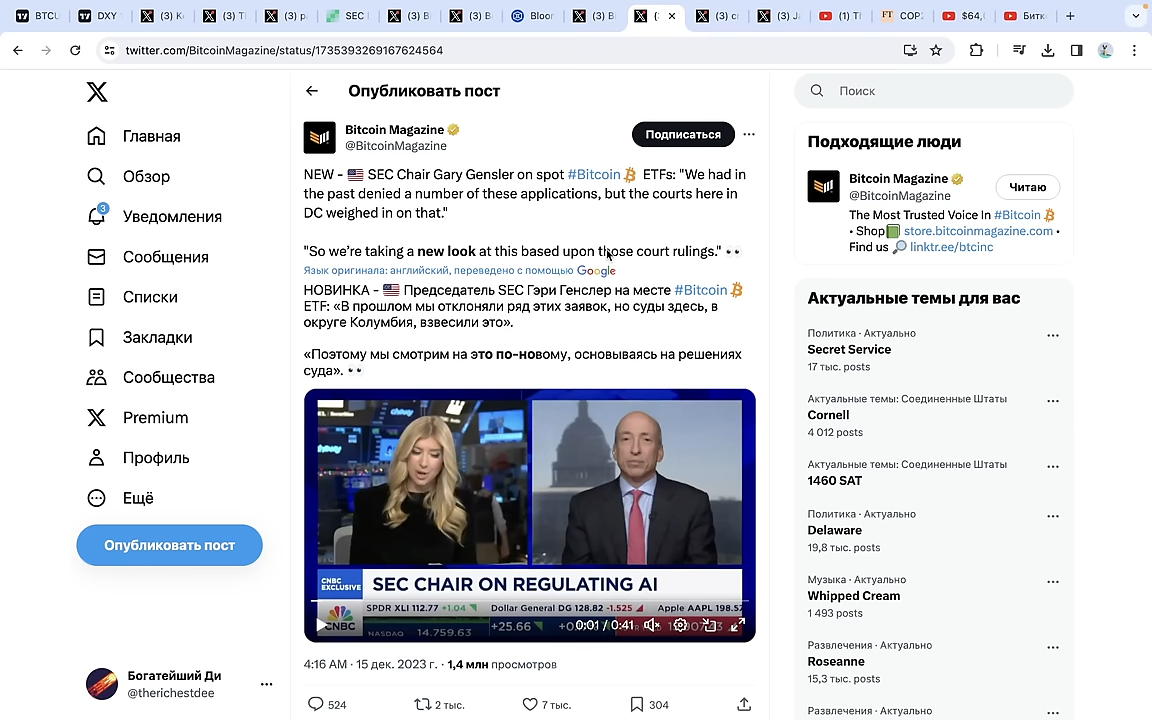 BTCU
DXY
(3) K
(3) T
(3) p
SEC
(3) B
(3) B
Bloor
(3) B
(3) c
(3) J
(1) T
COP
$64,
Битк
twitter.com/BitcoinMagazine/status/1735393269167624564
Главная
Обзор
3
Уведомления
Сообщения
Списки
Закладки
Сообщества
Premium
Профиль
Ещё
Опубликовать пост
Богатейший Ди
@therichestdee
Опубликовать пост
Bitcoin Magazine
@BitcoinMagazine
Подписаться
NEW - 🇺🇸 SEC Chair Gary Gensler on spot #Bitcoin ETFs: "We had in
the past denied a number of these applications, but the courts here in
DC weighed in on that."
"So we’re taking a new look at this based upon those court rulings." 👀
Язык оригинала: английский, переведено с помощью Google
НОВИНКА - 🇺🇸 Председатель SEC Гэри Генслер на месте #Bitcoin
ETF: «В прошлом мы отклоняли ряд этих заявок, но суды здесь, в
округе Колумбия, взвесили это».
«Поэтому мы смотрим на это по-новому, основываясь на решениях
суда». 👀
CNBC
EXCLUSIVE
SEC CHAIR ON REGULATING AI
SPDR XLI 112.77 +1.04 Dollar General DG 128.82 -1.525 Apple AAPL 198.57
CNBC
NASDAQ 14,759.63 +25.66
0:01 / 0:41
4:16 AM · 15 дек. 2023 г. · 1,4 млн просмотров
524
2 тыс.
7 тыс.
304
Поиск
Подходящие люди
Bitcoin Magazine
@BitcoinMagazine
Читаю
The Most Trusted Voice In #Bitcoin
• Shop store.bitcoinmagazine.com •
Find us 🔎 linktr.ee/btcinc
Актуальные темы для вас
Политика · Актуально
Secret Service
17 тыс. posts
Актуальные темы: Соединенные Штаты
Cornell
4 012 posts
Актуальные темы: Соединенные Штаты
1460 SAT
Политика · Актуально
Delaware
19,8 тыс. posts
Музыка · Актуально
Whipped Cream
1 493 posts
Развлечения · Актуально
Roseanne
15,3 тыс. posts
Развлечения · Актуально